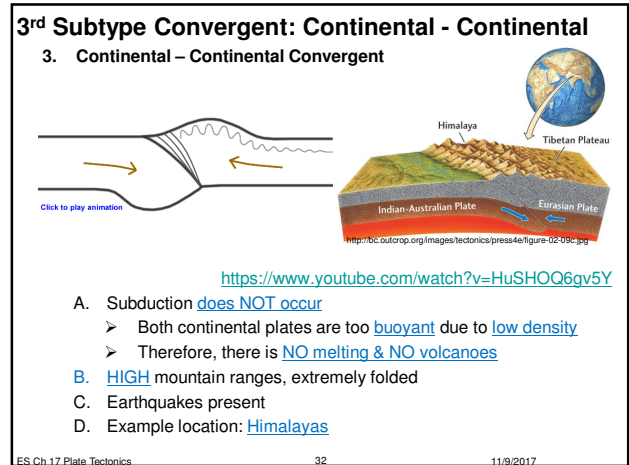 3rd Subtype Convergent: Continental - Continental
3. Continental – Continental Convergent
Himalaya
Tibetan Plateau
Click to play animation
Indian-Australian Plate
Eurasian Plate
http://bc.outcrop.org/images/tectonics/press4e/figure-02-09c.jpg
https://www.youtube.com/watch?v=HuSHOQ6gv5Y
A. Subduction does NOT occur
➢ Both continental plates are too buoyant due to low density
➢ Therefore, there is NO melting & NO volcanoes
B. HIGH mountain ranges, extremely folded
C. Earthquakes present
D. Example location: Himalayas
ES Ch 17 Plate Tectonics 32 11/9/2017